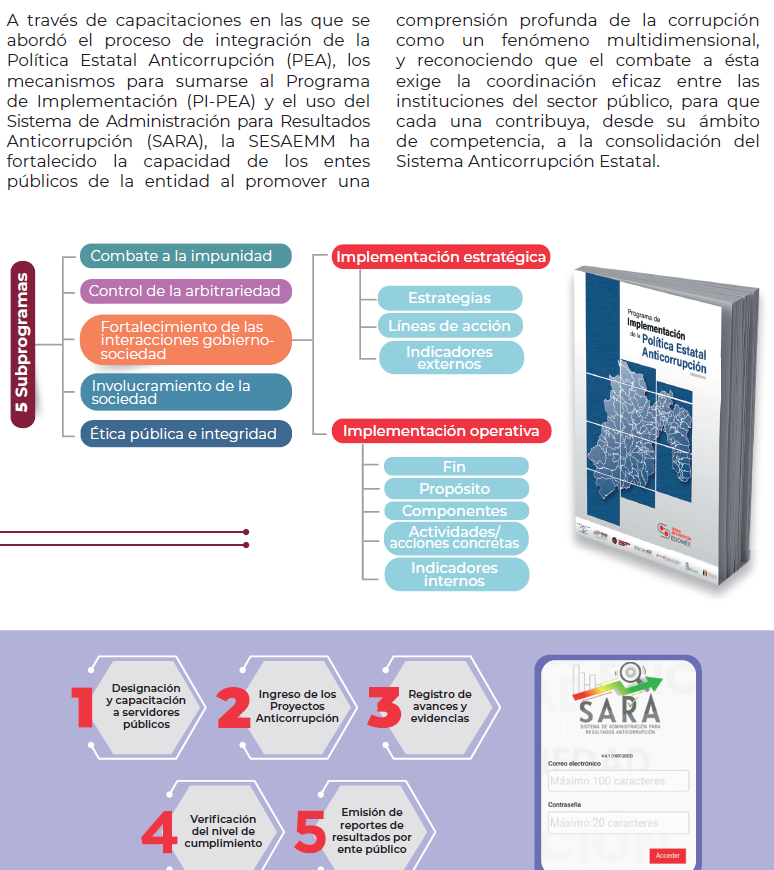 A través de capacitaciones en las que se
abordó el proceso de integración de la
Política Estatal Anticorrupción (PEA), los
mecanismos para sumarse al Programa
de Implementación (PI-PEA) y el uso del
Sistema de Administración para Resultados
Anticorrupción (SARA), la SESAEMM ha
fortalecido la capacidad de los entes
públicos de la entidad al promover una
comprensión profunda de la corrupción
como un fenómeno multidimensional,
y reconociendo que el combate a ésta
exige la coordinación eficaz entre las
instituciones del sector público, para que
cada una contribuya, desde su ámbito
de competencia, a la consolidación del
Sistema Anticorrupción Estatal.
5 Subprogramas
Combate a la impunidad
Control de la arbitrariedad
Fortalecimiento de las
interacciones gobierno-
sociedad
Involucramiento de la
sociedad
Ética pública e integridad
Implementación estratégica
Estrategias
Líneas de acción
Indicadores
externos
Implementación operativa
Fin
Propósito
Componentes
Actividades/
acciones concretas
Indicadores
internos
Programa de
Implementación
de la Política Estatal
Anticorrupción
EDOMÉX
1
Designación
y capacitación
a servidores
públicos
2
Ingreso de los
Proyectos
Anticorrupción
3
Registro de
avances y
evidencias
4
Verificación
del nivel de
cumplimiento
5
Emisión de
reportes de
resultados por
ente público
SARA
SISTEMA DE ADMINISTRACIÓN PARA
RESULTADOS ANTICORRUPCIÓN
Correo electrónico
Máximo 100 caracteres
Contraseña
Máximo 20 caracteres
Acceder